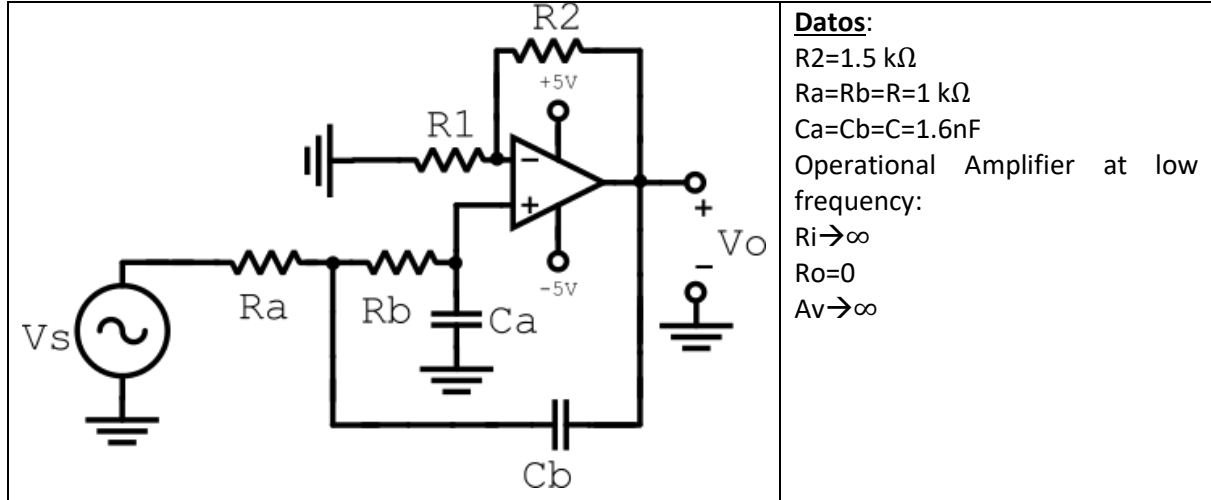 R2
+5V
R1
−
+
-5V
+
Vo
−
Ra
Rb
Ca
Vs
Cb
Datos:
R2=1.5 kΩ
Ra=Rb=R=1 kΩ
Ca=Cb=C=1.6nF
Operational Amplifier at low
frequency:
Ri→∞
Ro=0
Av→∞